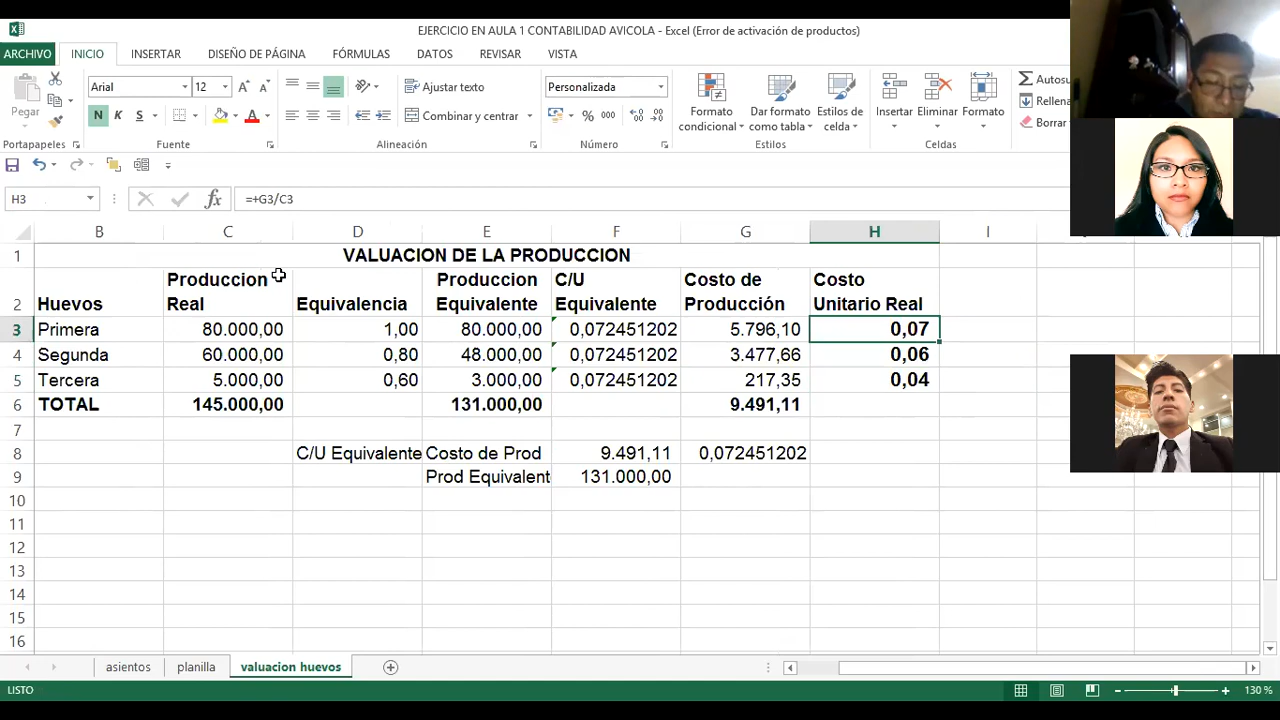 EJERCICIO EN AULA 1 CONTABILIDAD AVICOLA - Excel (Error de activación de productos)
ARCHIVO INICIO INSERTAR DISEÑO DE PÁGINA FÓRMULAS DATOS REVISAR VISTA
Arial 12 A A Ajustar texto Personalizada
Pegar N K S A Combinar y centrar % 000
Formato condicional Dar formato como tabla Estilos de celda Insertar Eliminar Formato
Autosu
Rellena
Borrar
Portapapeles Fuente Alineación Número Estilos Celdas
H3 fx =+G3/C3
B C D E F G H I
1 VALUACION DE LA PRODUCCION
Produccion Produccion C/U Costo de Costo
2 Huevos Real Equivalencia Equivalente Equivalente Producción Unitario Real
3 Primera 80.000,00 1,00 80.000,00 0,072451202 5.796,10 0,07
4 Segunda 60.000,00 0,80 48.000,00 0,072451202 3.477,66 0,06
5 Tercera 5.000,00 0,60 3.000,00 0,072451202 217,35 0,04
6 TOTAL 145.000,00 131.000,00 9.491,11
7
8 C/U Equivalente Costo de Prod 9.491,11 0,072451202
9 Prod Equivalent 131.000,00
10
11
12
13
14
15
16
asientos planilla valuacion huevos
LISTO 130 %